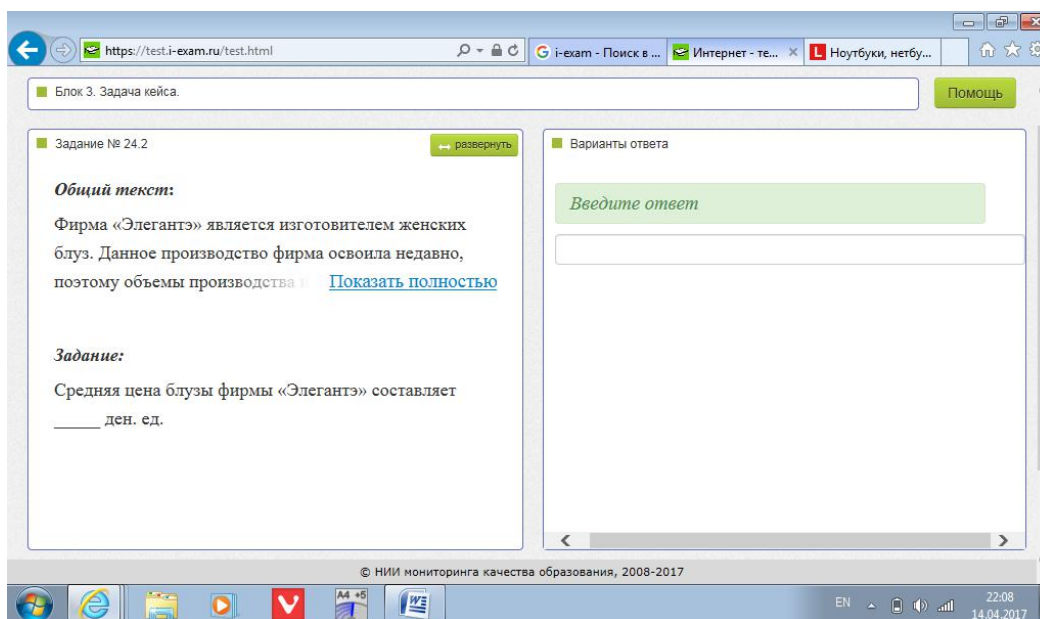 https://test.i-exam.ru/test.html
i-exam - Поиск в ...
Интернет - те...
Ноутбуки, нетбу...
Блок 3. Задача кейса.
Помощь
Задание № 24.2
развернуть
Варианты ответа
Общий текст:
Фирма «Элегантэ» является изготовителем женских
блуз. Данное производство фирма освоила недавно,
поэтому объемы производства Показать полностью
Введите ответ
Задание:
Средняя цена блузы фирмы «Элегантэ» составляет
_____ ден. ед.
© НИИ мониторинга качества образования, 2008-2017
A4 +5
EN
22:08
14.04.2017